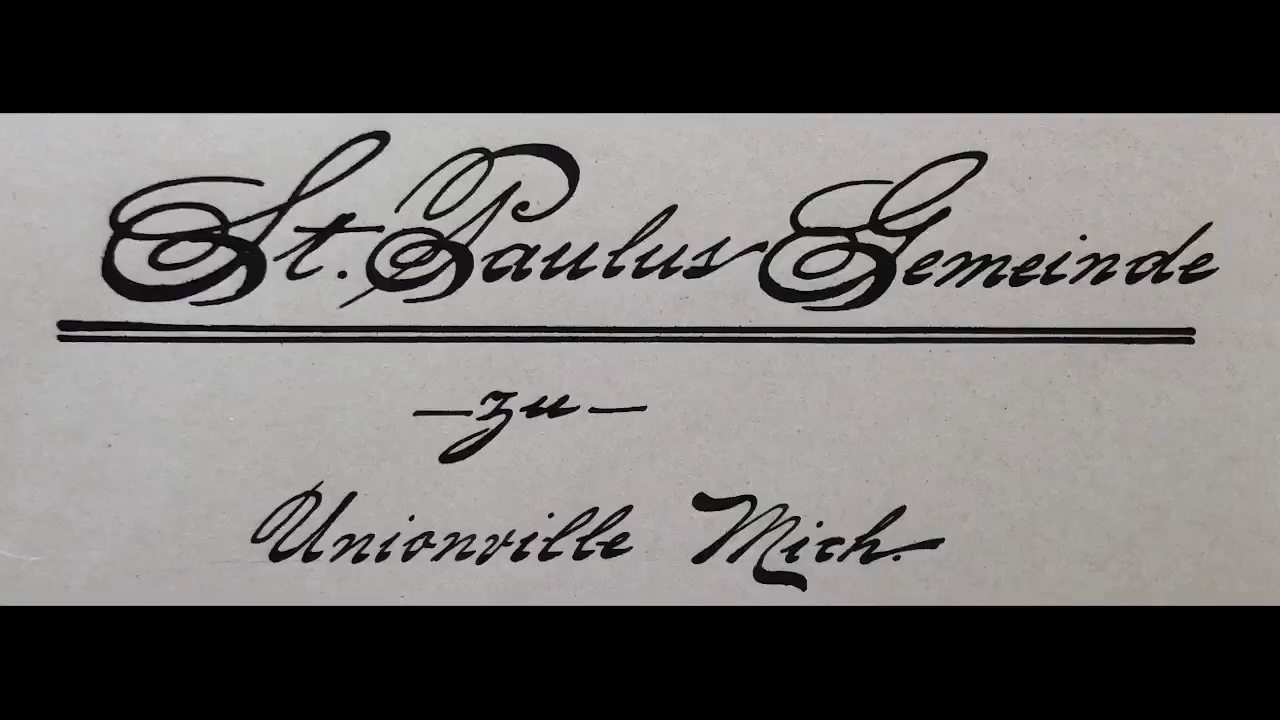 St. Paulus Gemeinde
— zu —
Unionville Mich.